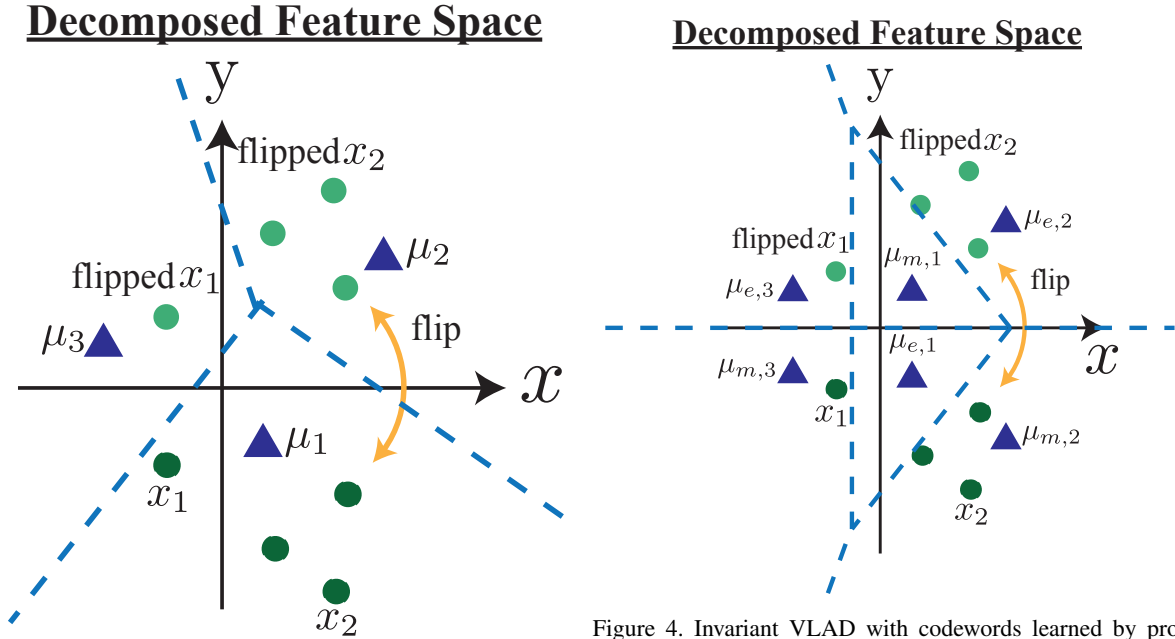 Decomposed Feature Space
y
flipped x₂
μ₂
flipped x₁
μ₃
flip
x
μ₁
x₁
x₂
Decomposed Feature Space
y
flipped x₂
μₑ,₂
flipped x₁
μₘ,₁
μₑ,₃
flip
μₑ,₁
x
μₘ,₃
x₁
μₘ,₂
x₂
Figure 4. Invariant VLAD with codewords learned by pro